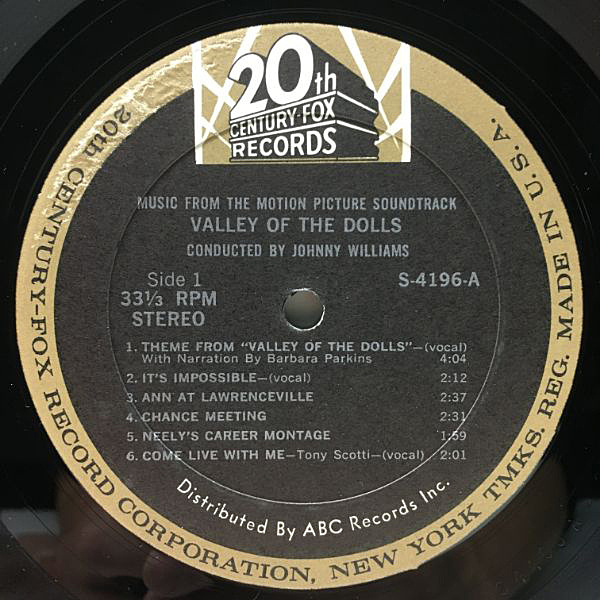 20th
CENTURY-FOX
RECORDS
MUSIC FROM THE MOTION PICTURE SOUNDTRACK
VALLEY OF THE DOLLS
CONDUCTED BY JOHNNY WILLIAMS
Side 1 S-4196-A
33⅓ RPM
STEREO
1. THEME FROM "VALLEY OF THE DOLLS"—(vocal)
With Narration By Barbara Parkins 4:04
2. IT'S IMPOSSIBLE—(vocal) 2:12
3. ANN AT LAWRENCEVILLE 2:37
4. CHANCE MEETING 2:31
5. NEELY'S CAREER MONTAGE 1:59
6. COME LIVE WITH ME—Tony Scotti—(vocal) 2:01
Distributed By ABC Records Inc.
20th CENTURY-FOX RECORD CORPORATION, NEW YORK TMKS. REG. MADE IN U.S.A.